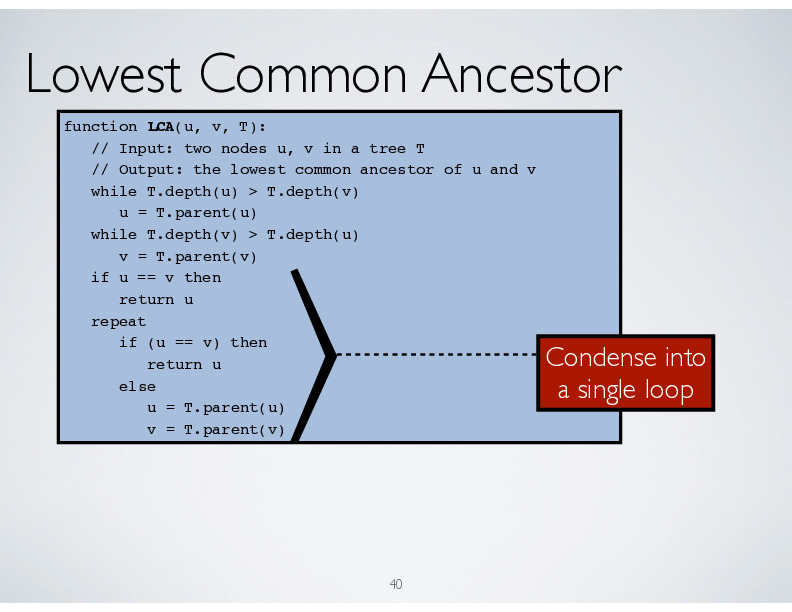 Lowest Common Ancestor
function LCA(u, v, T):
// Input: two nodes u, v in a tree T
// Output: the lowest common ancestor of u and v
while T.depth(u) > T.depth(v)
u = T.parent(u)
while T.depth(v) > T.depth(u)
v = T.parent(v)
if u == v then
return u
repeat
if (u == v) then
return u
else
u = T.parent(u)
v = T.parent(v)
Condense into
a single loop
40